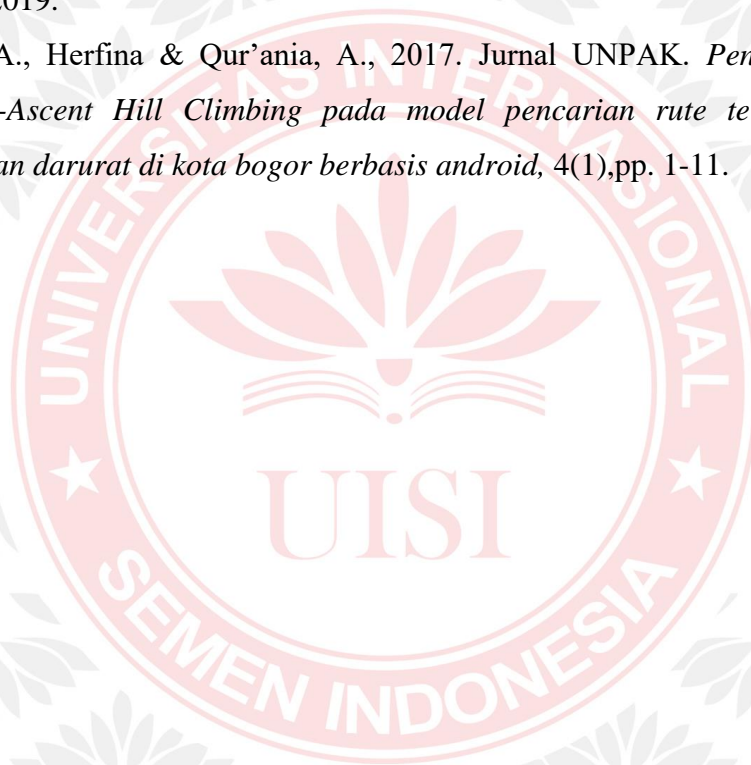 2019.
A., Herfina & Qur’ania, A., 2017. Jurnal UNPAK. Pen
-Ascent Hill Climbing pada model pencarian rute te
an darurat di kota bogor berbasis android, 4(1),pp. 1-11.
UNIVERSITAS INTERNASIONAL
UISI
SEMEN INDONESIA